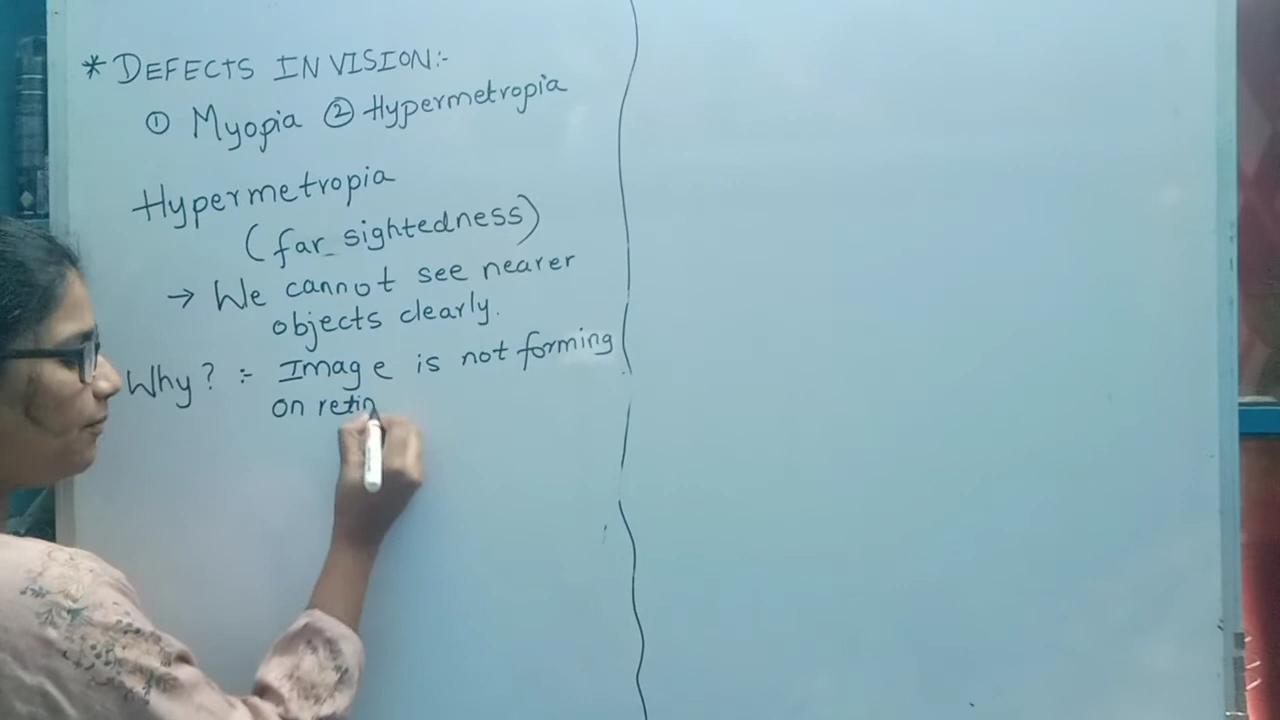 * DEFECTS IN VISION:-
① Myopia ② Hypermetropia
Hypermetropia
(far sightedness)
→ We cannot see nearer
objects clearly.
Why? :- Image is not forming
on retin